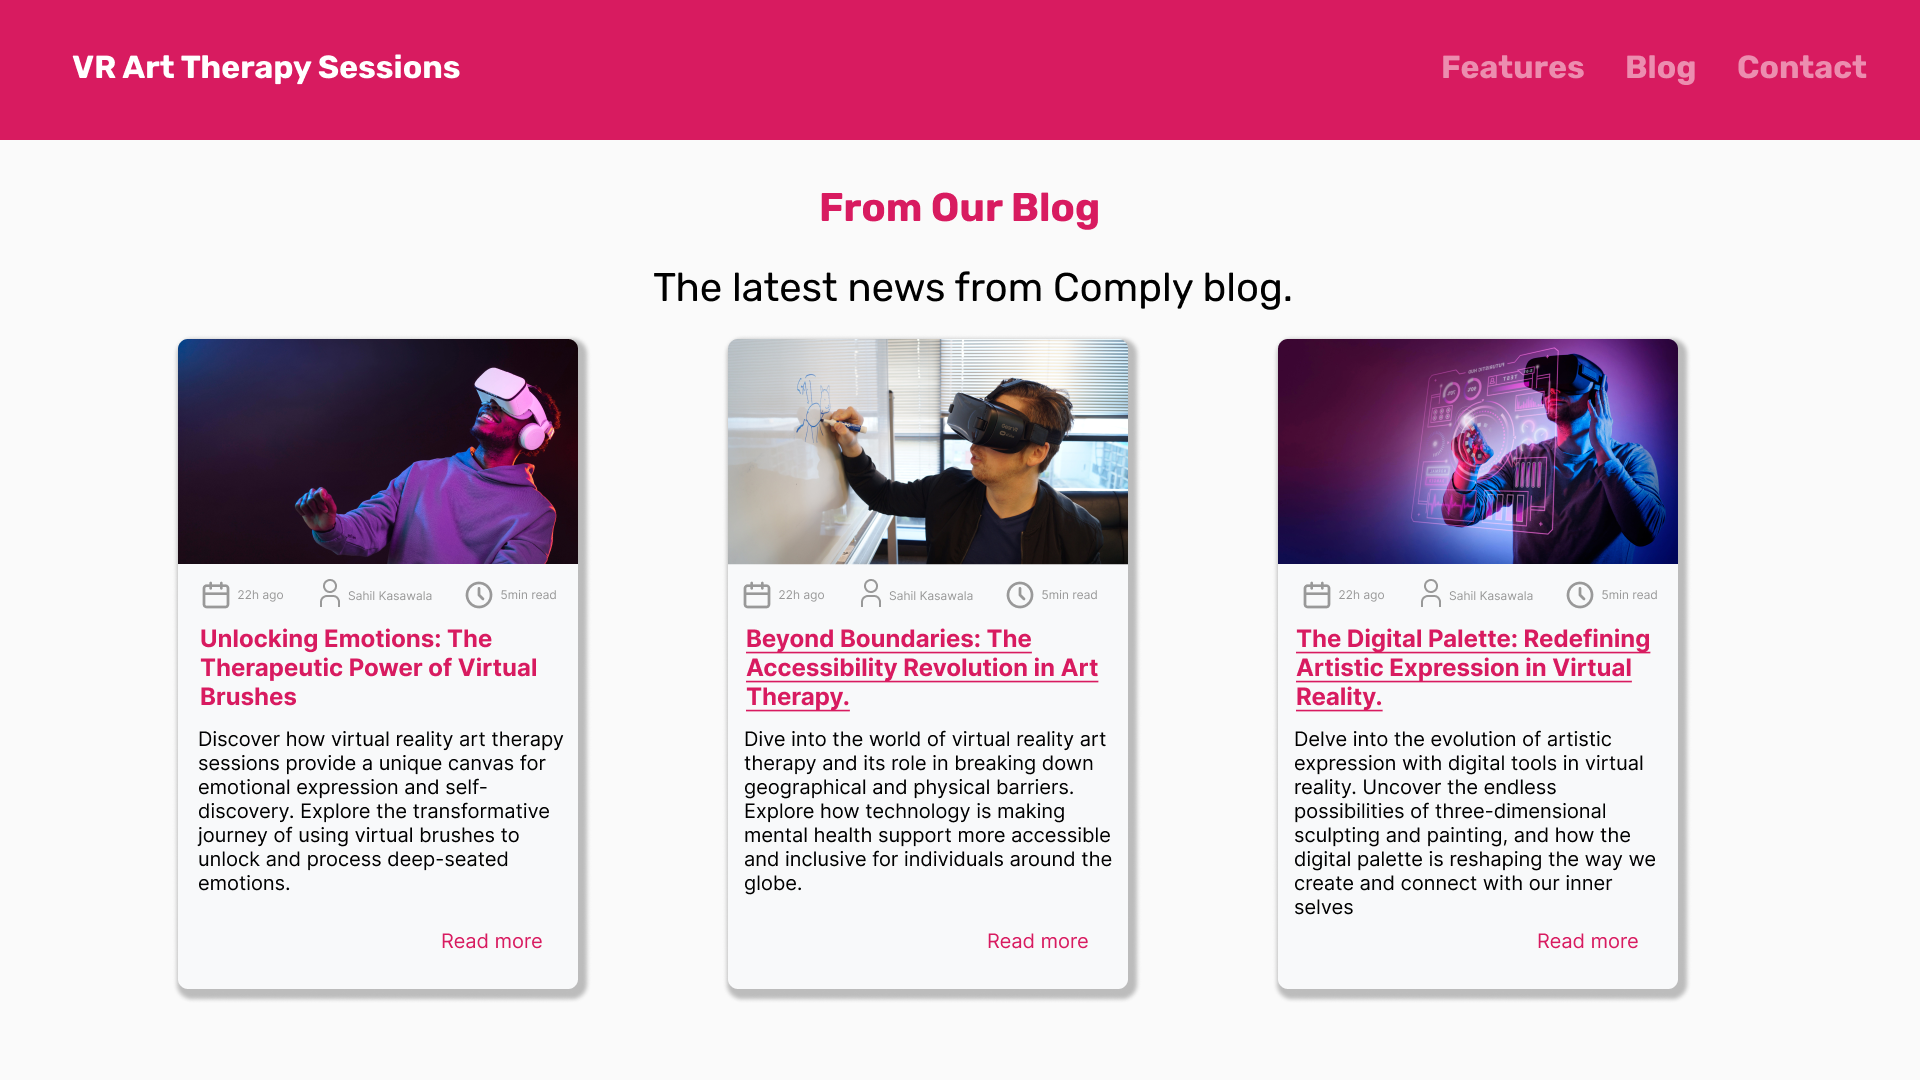 VR Art Therapy Sessions
Features Blog Contact
From Our Blog
The latest news from Comply blog.
22h ago Sahil Kasawala 5min read
Unlocking Emotions: The
Therapeutic Power of Virtual
Brushes
Discover how virtual reality art therapy
sessions provide a unique canvas for
emotional expression and self-
discovery. Explore the transformative
journey of using virtual brushes to
unlock and process deep-seated
emotions.
Read more
22h ago Sahil Kasawala 5min read
Beyond Boundaries: The
Accessibility Revolution in Art
Therapy.
Dive into the world of virtual reality art
therapy and its role in breaking down
geographical and physical barriers.
Explore how technology is making
mental health support more accessible
and inclusive for individuals around the
globe.
Read more
TEST
22h ago Sahil Kasawala 5min read
The Digital Palette: Redefining
Artistic Expression in Virtual
Reality.
Delve into the evolution of artistic
expression with digital tools in virtual
reality. Uncover the endless
possibilities of three-dimensional
sculpting and painting, and how the
digital palette is reshaping the way we
create and connect with our inner
selves
Read more